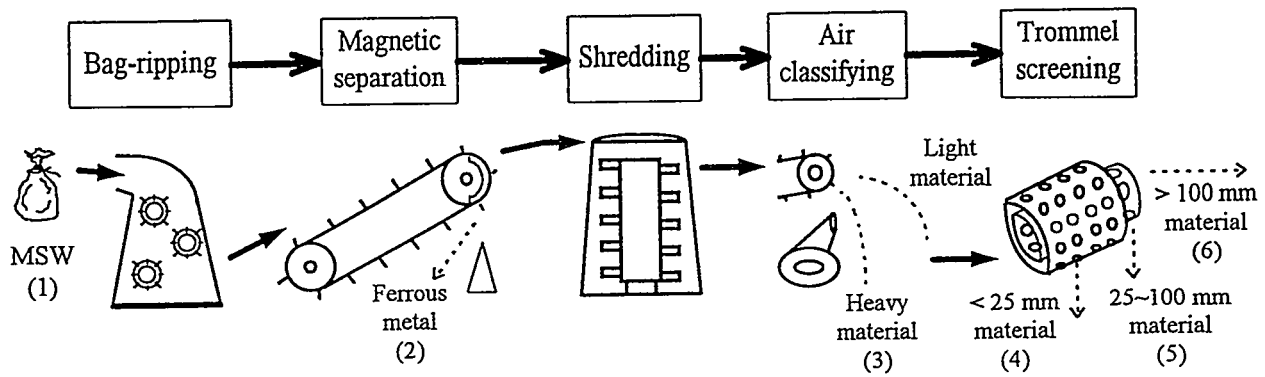 Bag-ripping
Magnetic
separation
Shredding
Air
classifying
Trommel
screening
MSW
(1)
Ferrous
metal
(2)
Heavy
material
(3)
Light
material
< 25 mm
material
(4)
25~100 mm
material
(5)
> 100 mm
material
(6)